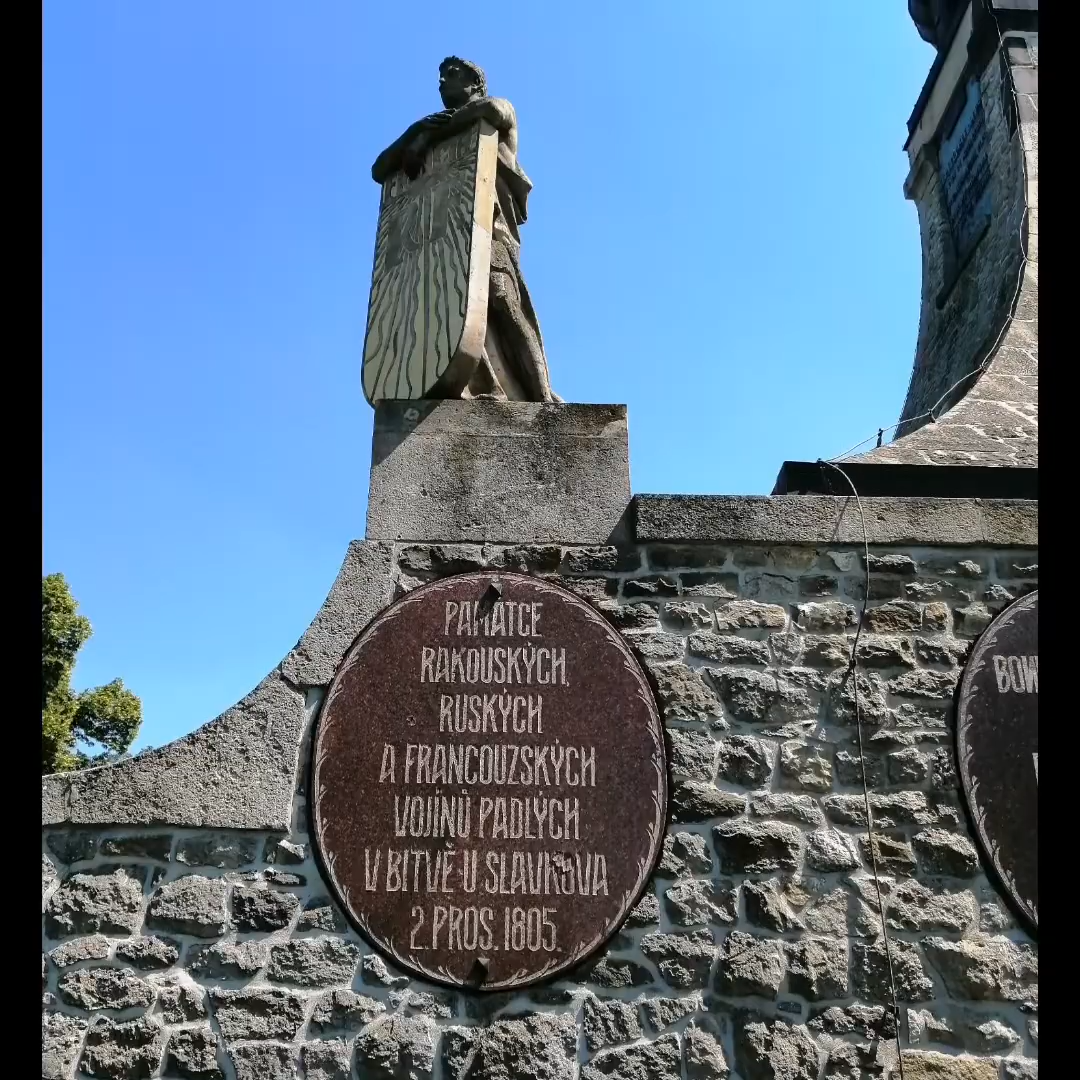 PAMÁTCE
RAKOUSKÝCH,
RUSKÝCH
A FRANCOUZSKÝCH
VOJÍNŮ PADLÝCH
V BITVĚ U SLAVKOVA
2. PROS. 1805.